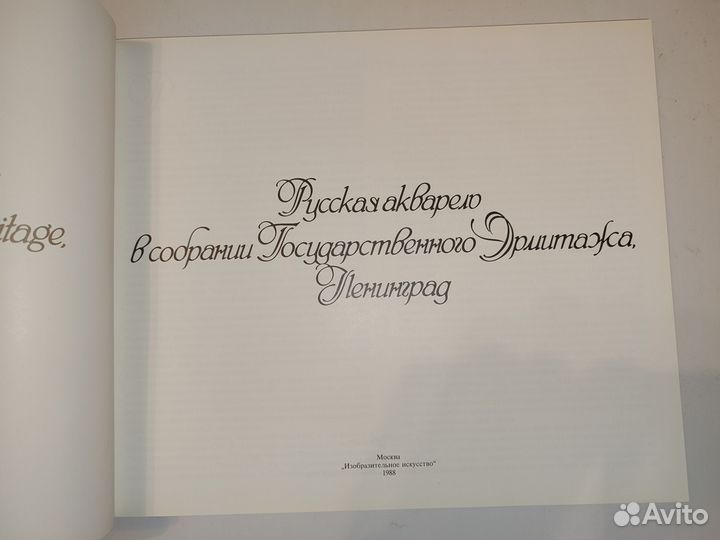 itage,
Русская акварель
в собрании Государственного Эрмитажа,
Ленинград
Москва
„Изобразительное искусство"
1988
Avito